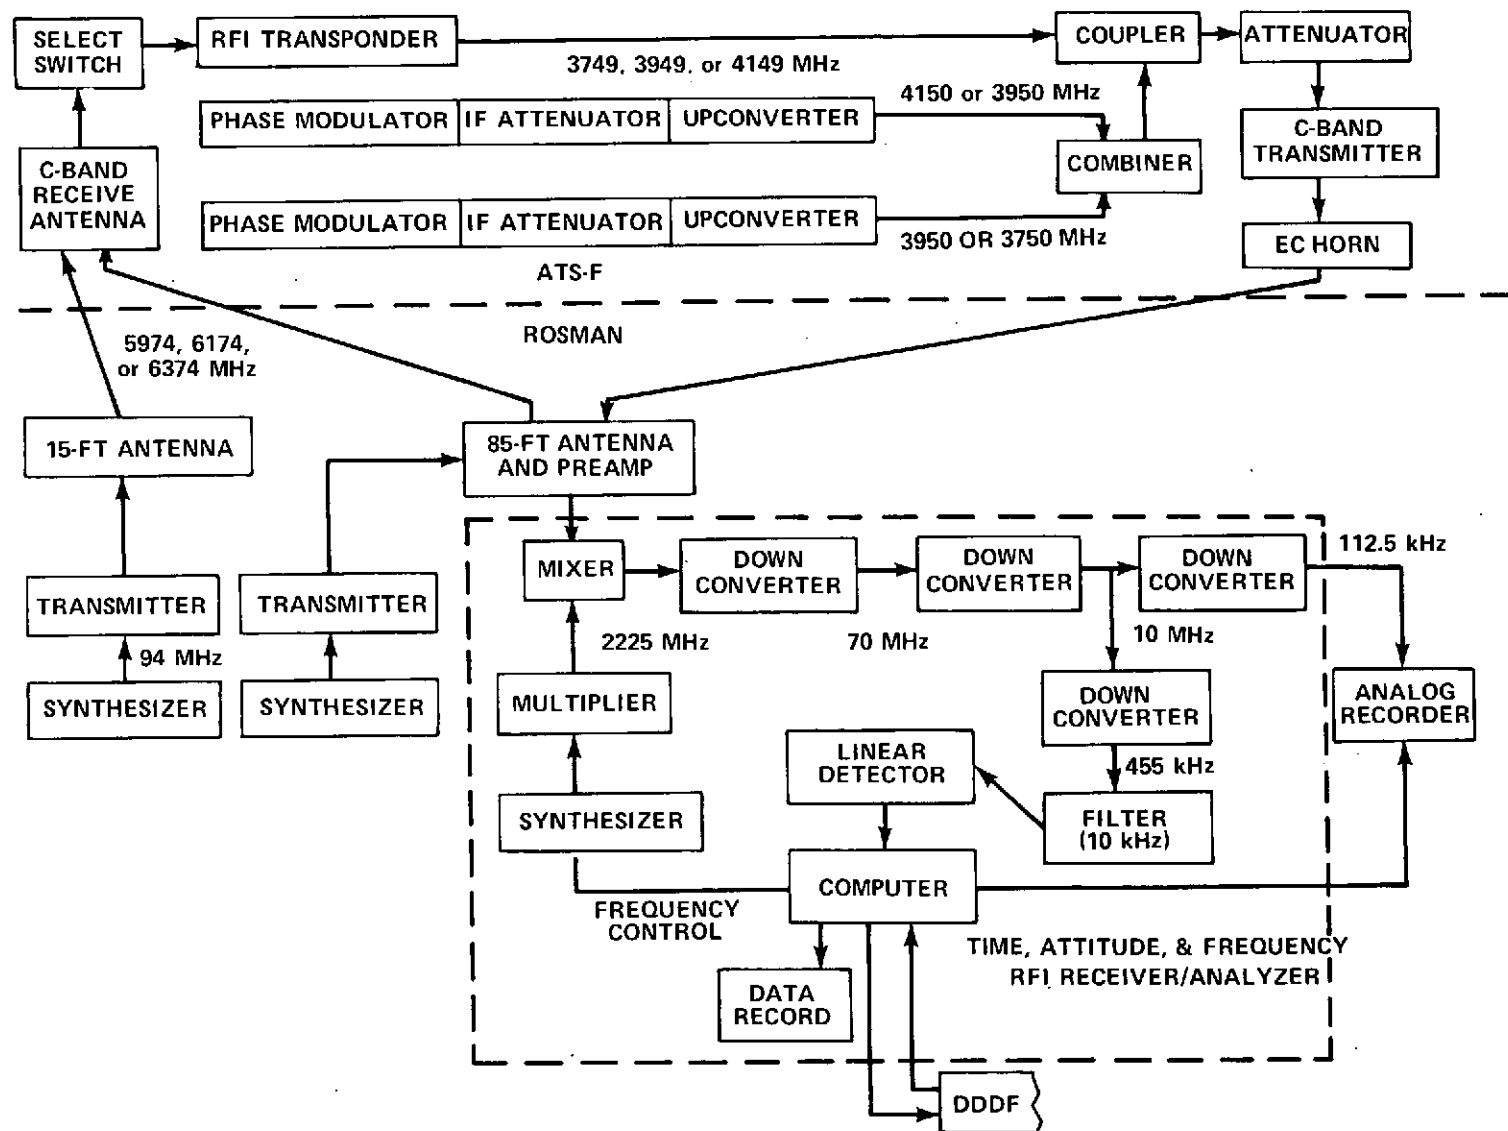 SELECT
SWITCH
RFI TRANSPONDER
3749, 3949, or 4149 MHz
COUPLER
ATTENUATOR
PHASE MODULATOR
IF ATTENUATOR
UPCONVERTER
4150 or 3950 MHz
C-BAND
TRANSMITTER
C-BAND
RECEIVE
ANTENNA
COMBINER
PHASE MODULATOR
IF ATTENUATOR
UPCONVERTER
3950 OR 3750 MHz
EC HORN
ATS-F
ROSMAN
5974, 6174,
or 6374 MHz
15-FT ANTENNA
85-FT ANTENNA
AND PREAMP
MIXER
DOWN
CONVERTER
DOWN
CONVERTER
DOWN
CONVERTER
112.5 kHz
TRANSMITTER
TRANSMITTER
94 MHz
2225 MHz
70 MHz
10 MHz
SYNTHESIZER
SYNTHESIZER
MULTIPLIER
DOWN
CONVERTER
ANALOG
RECORDER
LINEAR
DETECTOR
455 kHz
SYNTHESIZER
FILTER
(10 kHz)
COMPUTER
FREQUENCY
CONTROL
TIME, ATTITUDE, & FREQUENCY
RFI RECEIVER/ANALYZER
DATA
RECORD
DDDF